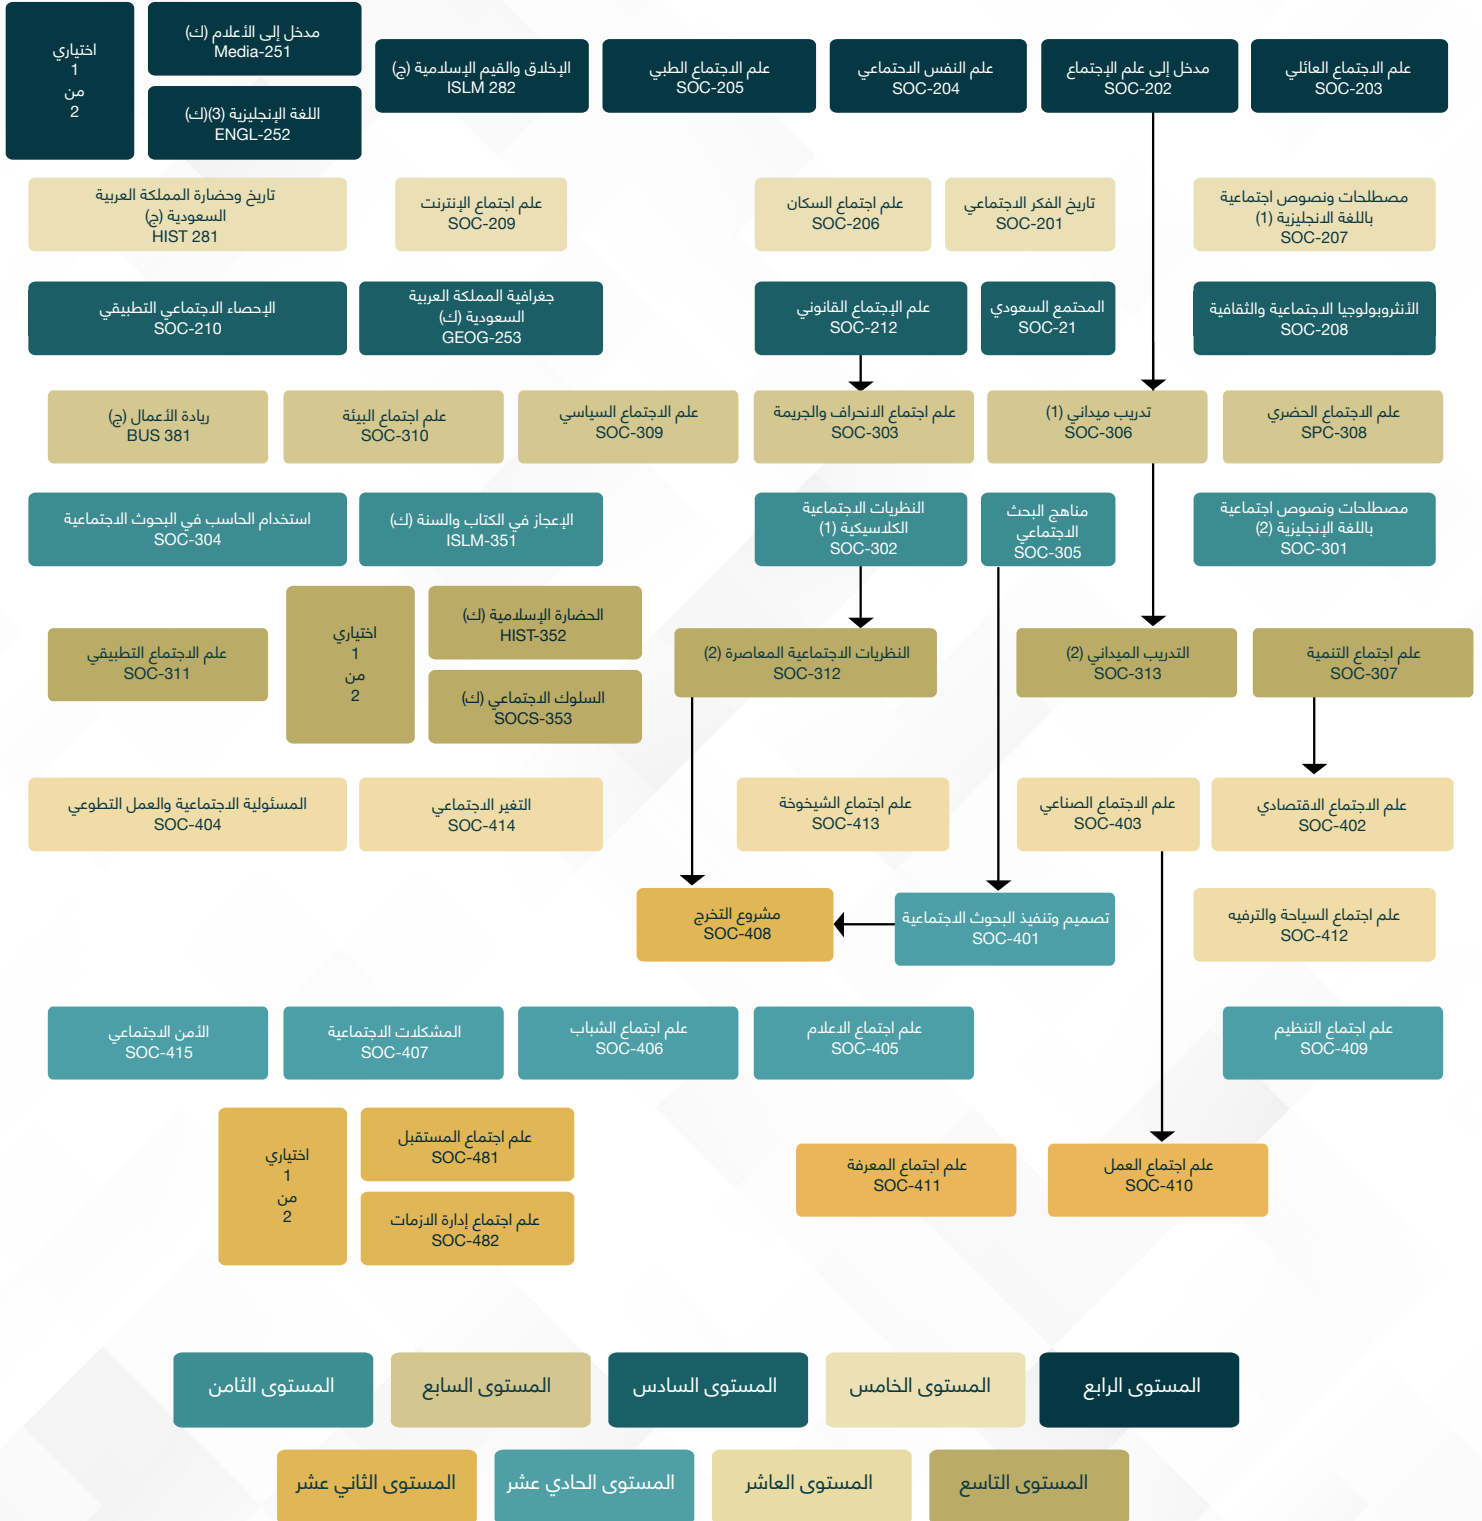 علم الاجتماع العائلي
SOC-203
مدخل إلى علم الإجتماع
SOC-202
علم النفس الاحتماعي
SOC-204
علم الاجتماع الطبي
SOC-205
الإخلاق والقيم الإسلامية (ج)
ISLM 282
مدخل إلى الأعلام (ك)
Media-251
اللغة الإنجليزية (3)(ك)
ENGL-252
اختياري
1
من
2
مصطلحات ونصوص اجتماعية
باللغة الانجليزية (1)
SOC-207
تاريخ الفكر الاجتماعي
SOC-201
علم اجتماع السكان
SOC-206
علم اجتماع الإنترنت
SOC-209
تاريخ وحضارة المملكة العربية
السعودية (ج)
HIST 281
الأنثروبولوجيا الاجتماعية والثقافية
SOC-208
المحتمع السعودي
SOC-21
علم الإجتماع القانوني
SOC-212
جغرافية المملكة العربية
السعودية (ك)
GEOG-253
الإحصاء الاجتماعي التطبيقي
SOC-210
علم الاجتماع الحضري
SPC-308
تدريب ميداني (1)
SOC-306
علم اجتماع الانحراف والجريمة
SOC-303
علم الاجتماع السياسي
SOC-309
علم اجتماع البيئة
SOC-310
ريادة الأعمال (ج)
BUS 381
مصطلحات ونصوص اجتماعية
باللغة الإنجليزية (2)
SOC-301
مناهج البحث
الاجتماعي
SOC-305
النظريات الاجتماعية
الكلاسيكية (1)
SOC-302
الإعجاز في الكتاب والسنة (ك)
ISLM-351
استخدام الحاسب في البحوث الاجتماعية
SOC-304
علم اجتماع التنمية
SOC-307
التدريب الميداني (2)
SOC-313
النظريات الاجتماعية المعاصرة (2)
SOC-312
الحضارة الإسلامية (ك)
HIST-352
السلوك الاجتماعي (ك)
SOCS-353
اختياري
1
من
2
علم الاجتماع التطبيقي
SOC-311
علم الاجتماع الاقتصادي
SOC-402
علم الاجتماع الصناعي
SOC-403
علم اجتماع الشيخوخة
SOC-413
التغير الاجتماعي
SOC-414
المسئولية الاجتماعية والعمل التطوعي
SOC-404
علم اجتماع السياحة والترفيه
SOC-412
تصميم وتنفيذ البحوث الاجتماعية
SOC-401
مشروع التخرج
SOC-408
علم اجتماع التنظيم
SOC-409
علم اجتماع الاعلام
SOC-405
علم اجتماع الشباب
SOC-406
المشكلات الاجتماعية
SOC-407
الأمن الاجتماعي
SOC-415
علم اجتماع العمل
SOC-410
علم اجتماع المعرفة
SOC-411
علم اجتماع المستقبل
SOC-481
علم اجتماع إدارة الازمات
SOC-482
اختياري
1
من
2
المستوى الرابع
المستوى الخامس
المستوى السادس
المستوى السابع
المستوى الثامن
المستوى التاسع
المستوى العاشر
المستوى الحادي عشر
المستوى الثاني عشر